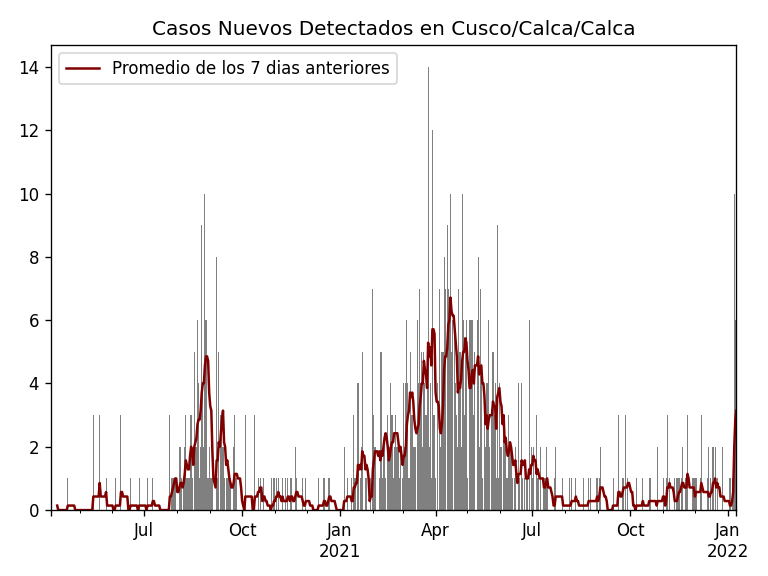 Casos Nuevos Detectados en Cusco/Calca/Calca
Promedio de los 7 dias anteriores
14
12
10
8
6
4
2
0
Jul
Oct
Jan
2021
Apr
Jul
Oct
Jan
2022